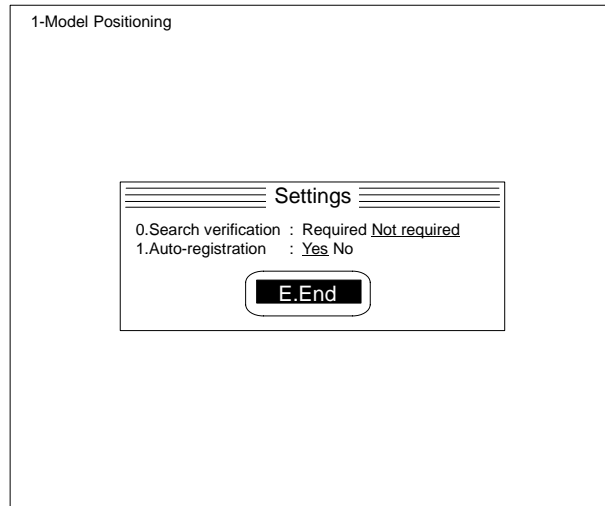 1-Model Positioning
Settings
0.Search verification : Required Not required
1.Auto-registration : Yes No
E.End